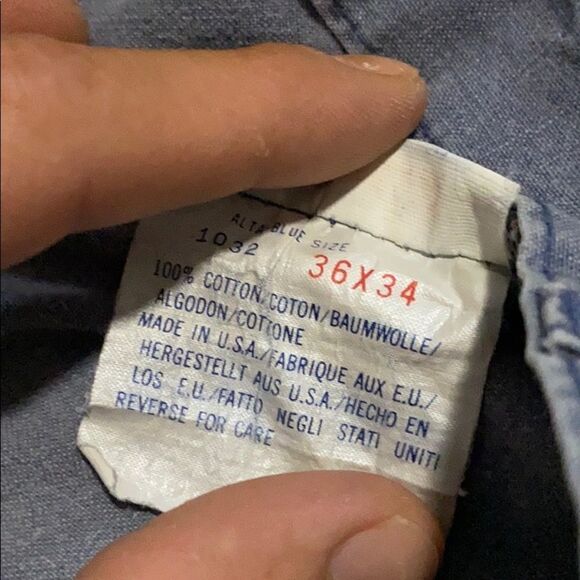 ALTA BLUE SIZE
1032 36X34
100% COTTON/COTON/BAUMWOLLE/
ALGODON/COTTONE
MADE IN U.S.A./FABRIQUE AUX E.U./
HERGESTELLT AUS U.S.A./HECHO EN
LOS E.U./FATTO NEGLI STATI UNITI
REVERSE FOR CARE